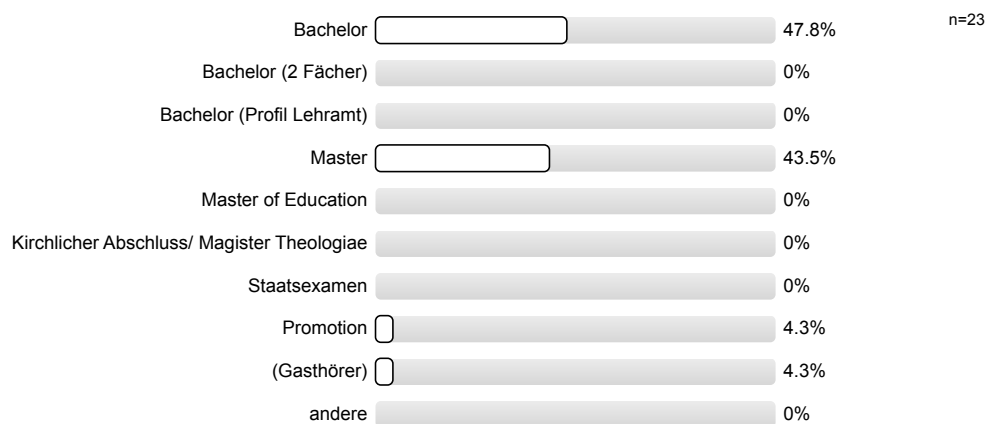 n=23
Bachelor 47.8%
Bachelor (2 Fächer) 0%
Bachelor (Profil Lehramt) 0%
Master 43.5%
Master of Education 0%
Kirchlicher Abschluss/ Magister Theologiae 0%
Staatsexamen 0%
Promotion 4.3%
(Gasthörer) 4.3%
andere 0%